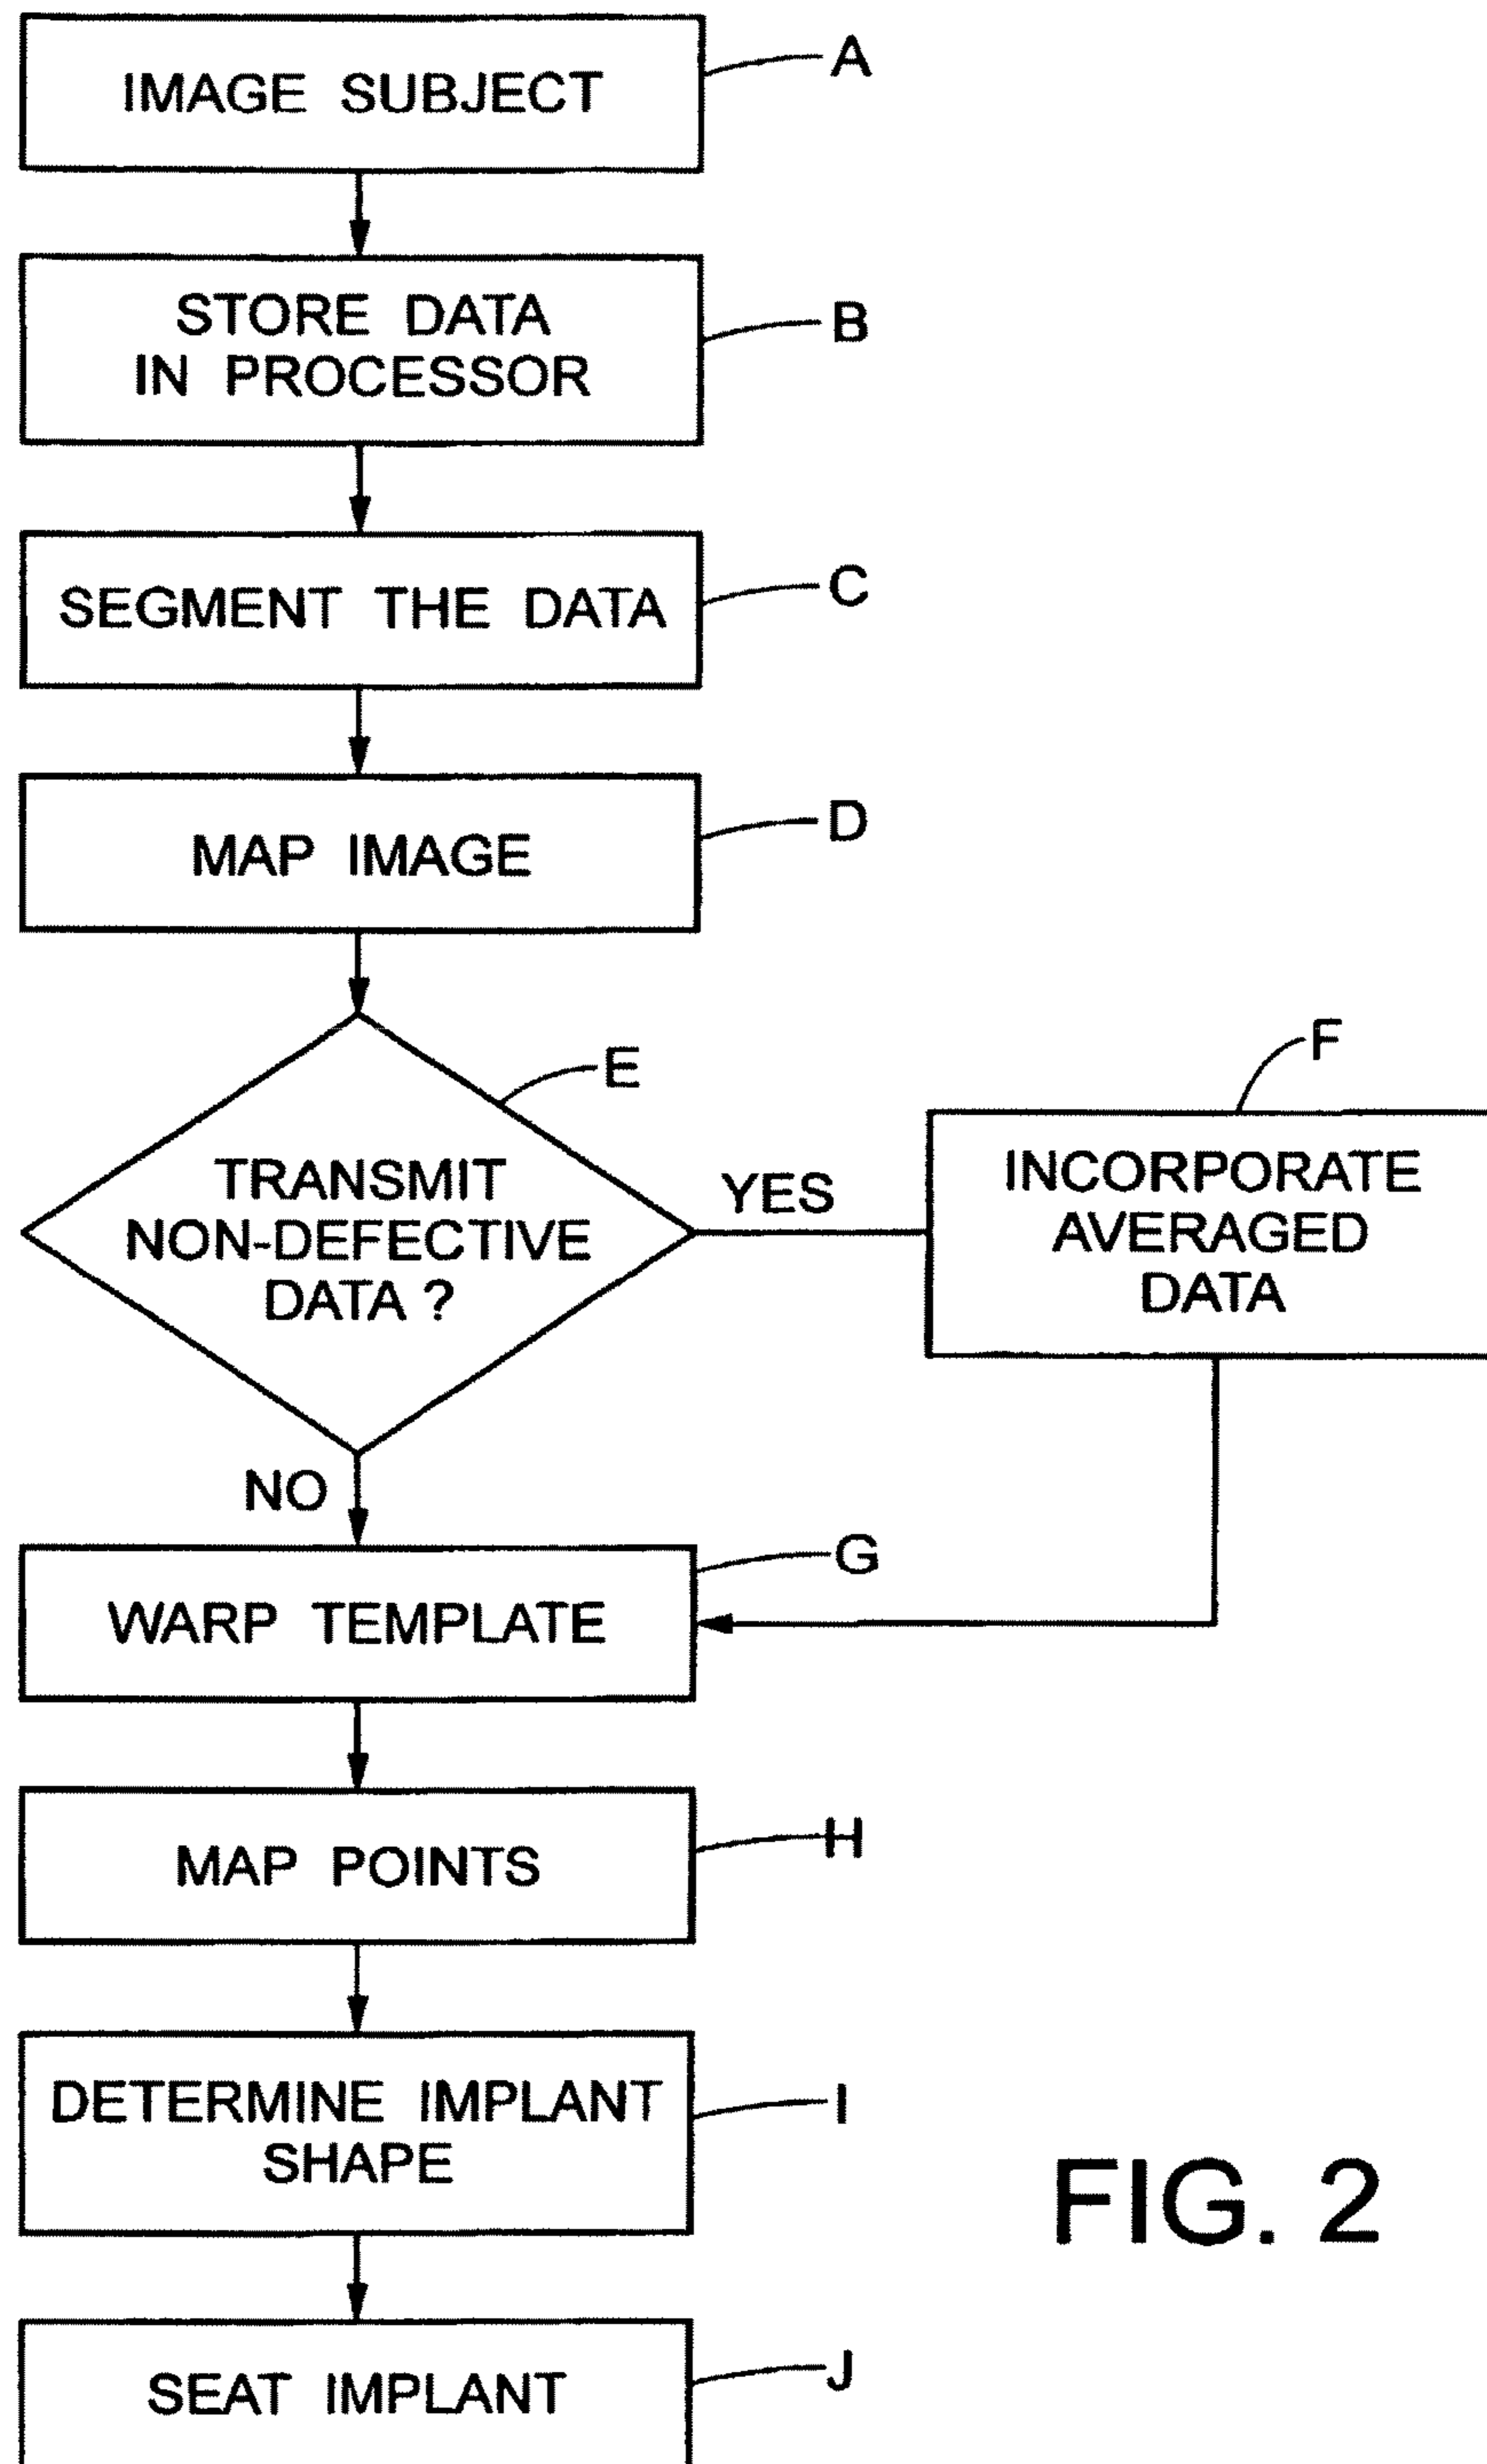 IMAGE SUBJECT
A
STORE DATA
IN PROCESSOR
B
SEGMENT THE DATA
C
MAP IMAGE
D
E
TRANSMIT
NON-DEFECTIVE
DATA ?
YES
F
INCORPORATE
AVERAGED
DATA
NO
G
WARP TEMPLATE
MAP POINTS
H
DETERMINE IMPLANT
SHAPE
I
SEAT IMPLANT
J
FIG. 2